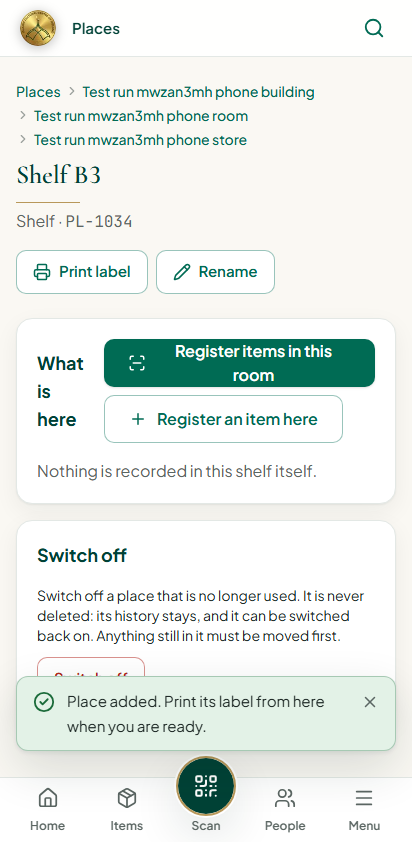 Places
Places > Test run mwzan3mh phone building
> Test run mwzan3mh phone room
> Test run mwzan3mh phone store
Shelf B3
Shelf · PL-1034
Print label
Rename
What
is
here
Register items in this
room
Register an item here
Nothing is recorded in this shelf itself.
Switch off
Switch off a place that is no longer used. It is never
deleted: its history stays, and it can be switched
back on. Anything still in it must be moved first.
Switch off
Place added. Print its label from here
when you are ready.
Home
Items
Scan
People
Menu